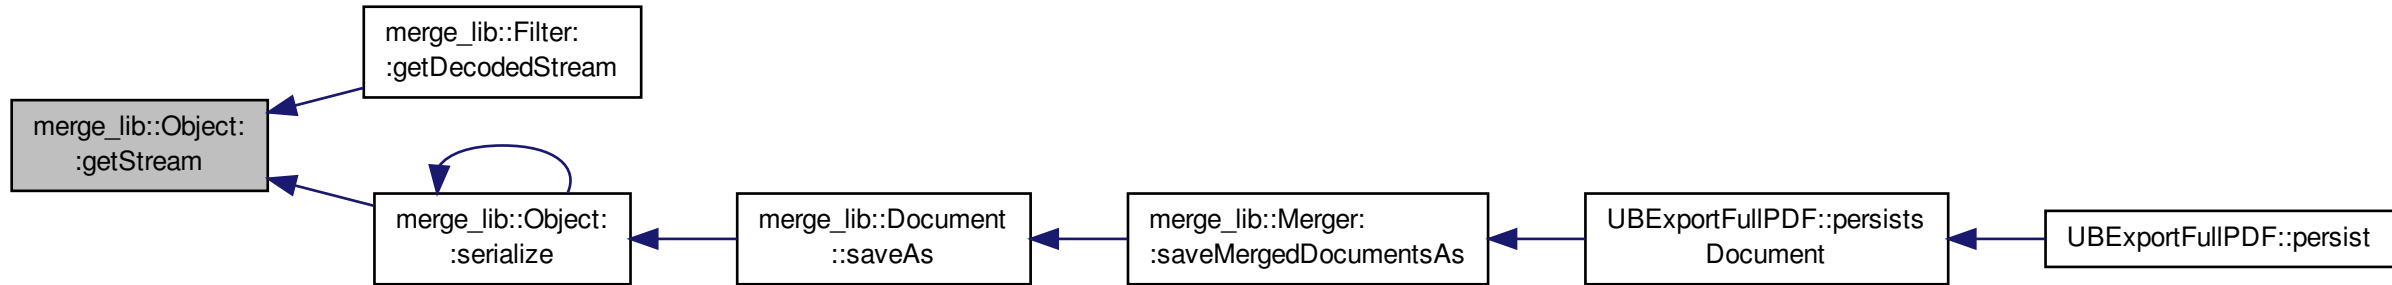 merge_lib::Filter:
:getDecodedStream
merge_lib::Object:
:getStream
merge_lib::Object:
:serialize
merge_lib::Document
::saveAs
merge_lib::Merger:
:saveMergedDocumentsAs
UBExportFullPDF::persists
Document
UBExportFullPDF::persist